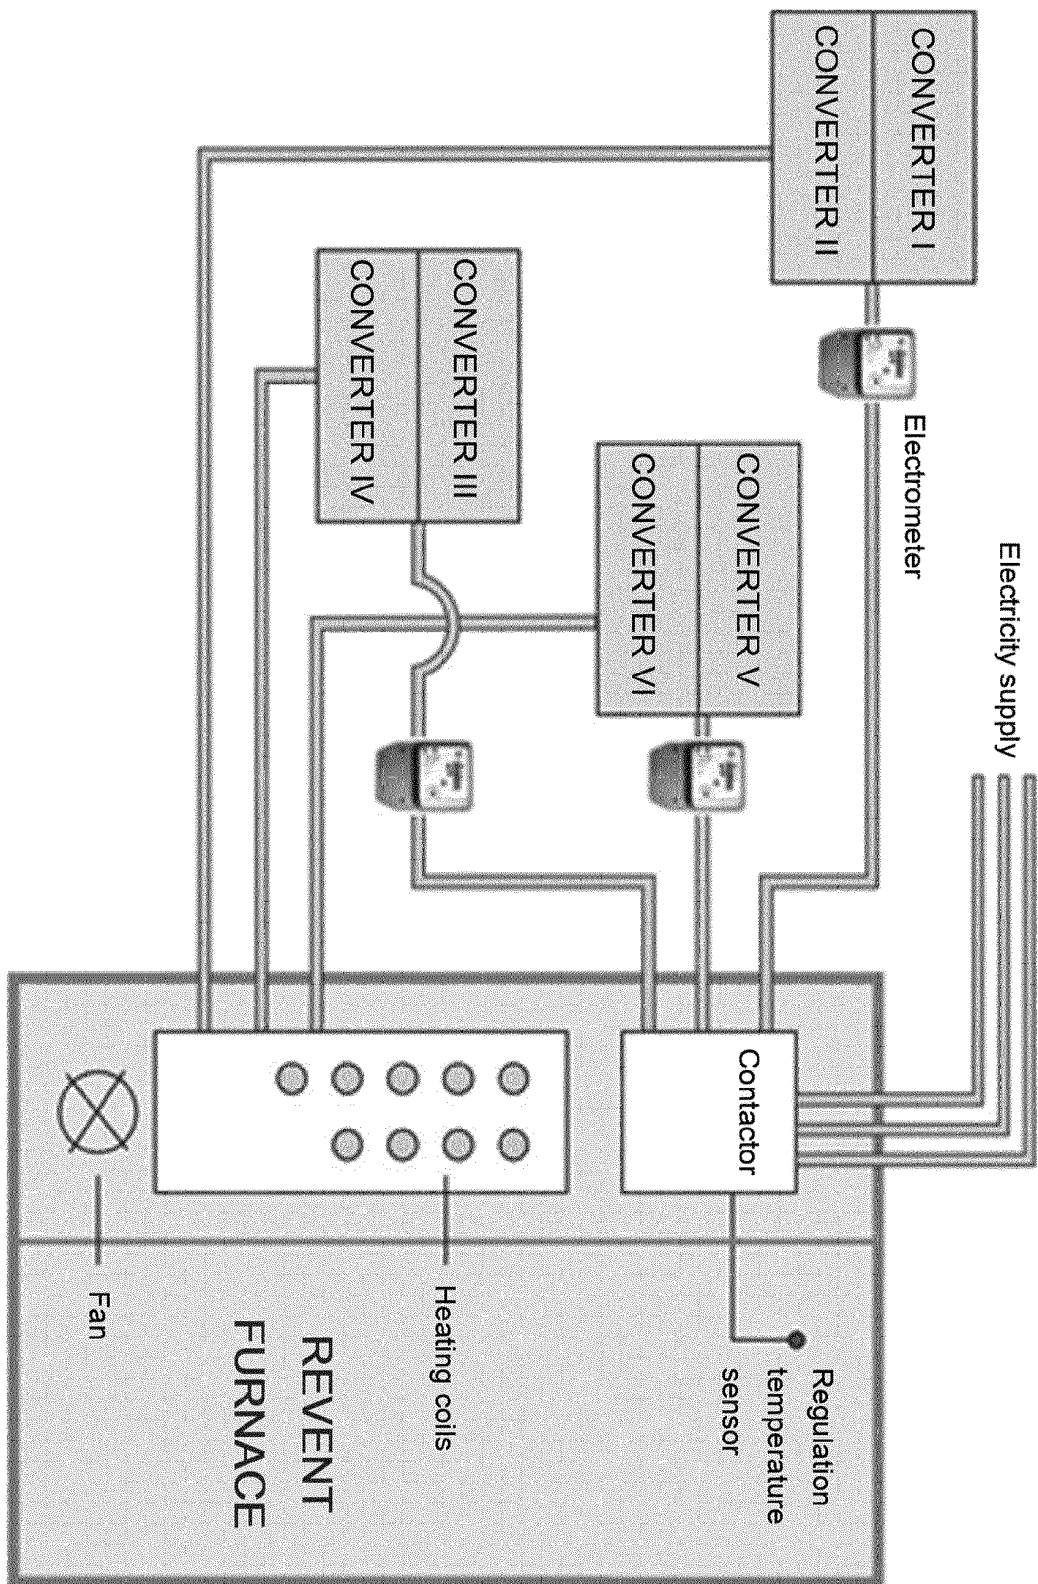 Electricity supply
Electrometer
CONVERTER I
CONVERTER II
CONVERTER V
CONVERTER VI
CONVERTER III
CONVERTER IV
Contactor
Regulation
temperature
sensor
Heating coils
REVENT
FURNACE
Fan